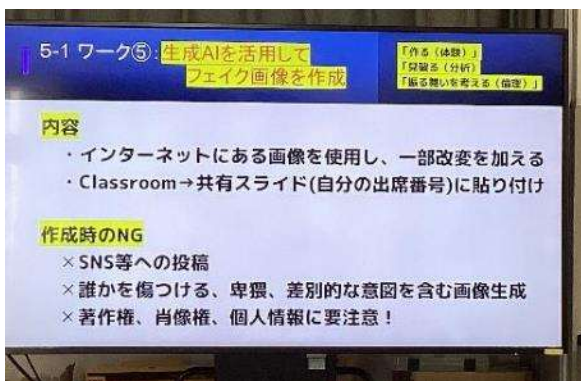 5-1 ワーク⑤:生成AIを活用して
フェイク画像を作成
「作る(体験)」
「見破る(分析)」
「振る舞いを考える(倫理)」
内容
・インターネットにある画像を使用し、一部改変を加える
・Classroom→共有スライド(自分の出席番号)に貼り付け
作成時のNG
×SNS等への投稿
×誰かを傷つける、卑猥、差別的な意図を含む画像生成
×著作権、肖像権、個人情報に要注意!